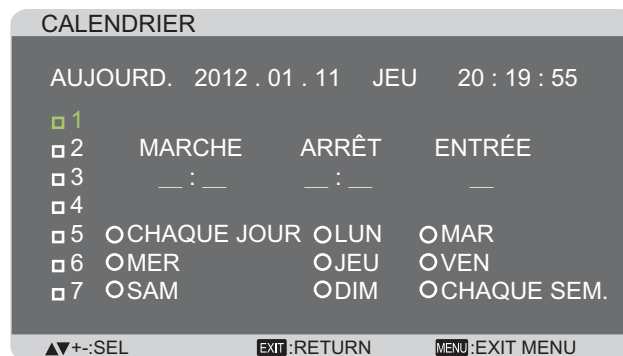 CALENDRIER
AUJOURD. 2012 . 01 . 11 JEU 20 : 19 : 55
1
2 MARCHE ARRÊT ENTRÉE
3 __ : __ __ : __ __
4
5 CHAQUE JOUR LUN MAR
6 MER JEU VEN
7 SAM DIM CHAQUE SEM.
▲▼+-:SEL EXIT:RETURN MENU:EXIT MENU